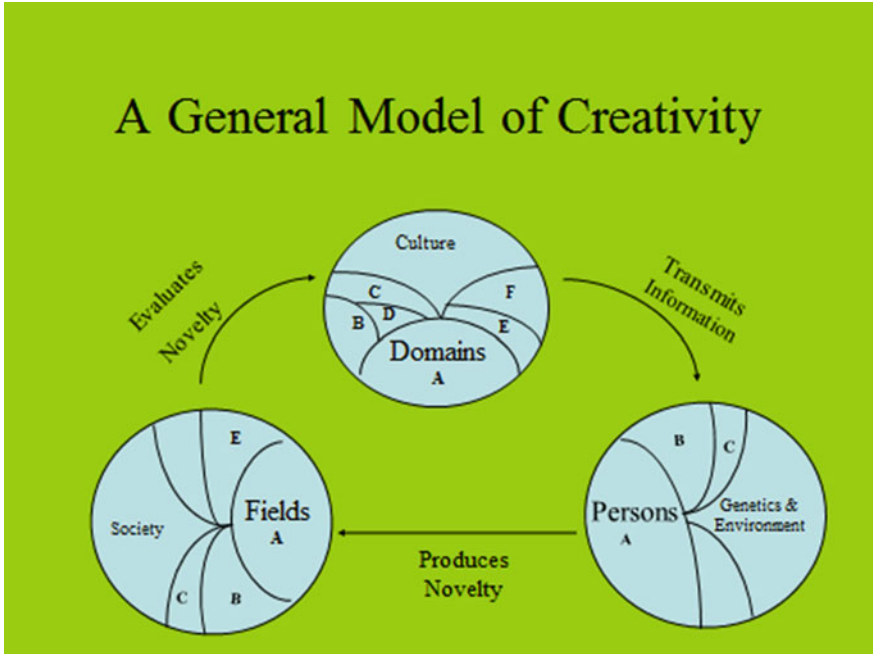 A General Model of Creativity
Evaluates
Novelty
Culture
C
F
B
D
E
Domains
A
Transmits
Information
E
Society
Fields
A
C
B
Produces
Novelty
B
C
Persons
A
Genetics &
Environment